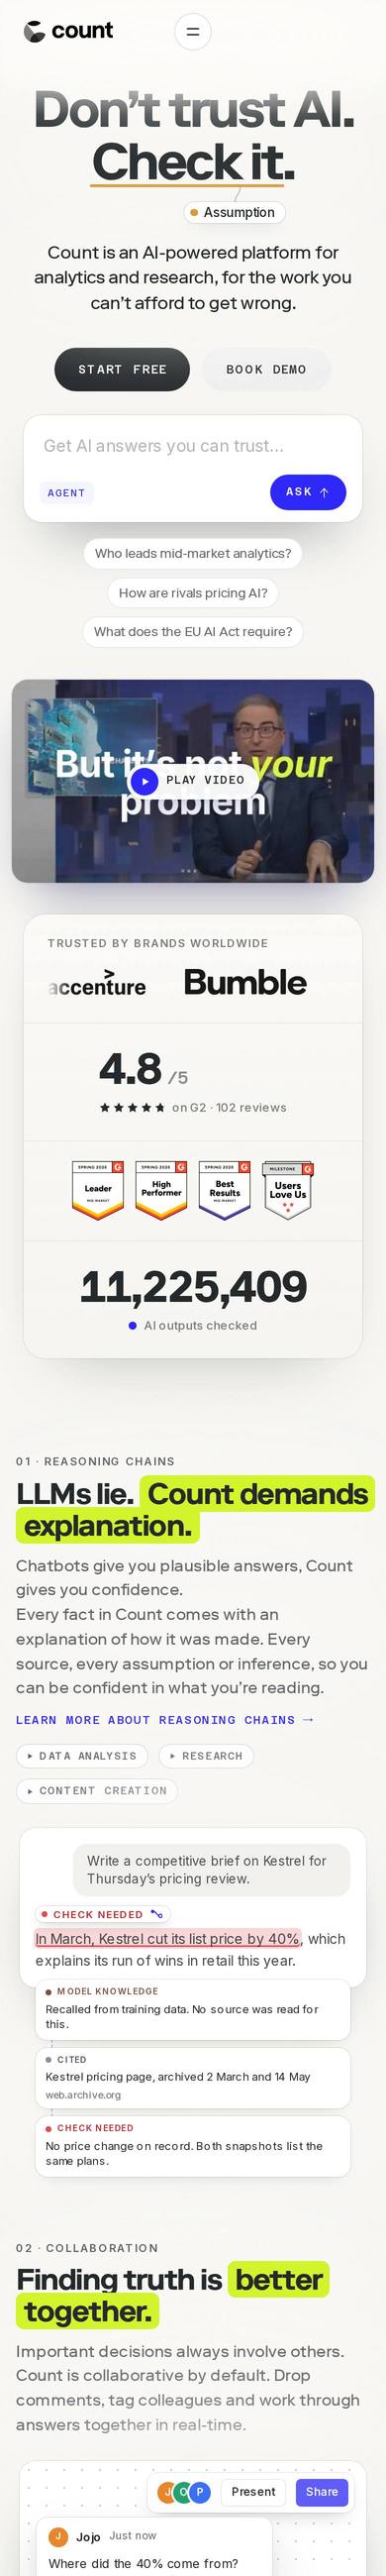 count
Don't trust AI.
Check it.
Assumption
Count is an AI-powered platform for
analytics and research, for the work you
can't afford to get wrong.
START FREE
BOOK DEMO
Get AI answers you can trust...
AGENT
ASK ↑
Who leads mid-market analytics?
How are rivals pricing AI?
What does the EU AI Act require?
But it's not your
PLAY VIDEO
problem
TRUSTED BY BRANDS WORLDWIDE
accenture Bumble
4.8 /5
★★★★ on G2 · 102 reviews
SPRING 2026 SPRING 2026 SPRING 2026 MILESTONE
Leader
High
Performer
Best
Results
Users
Love Us
MID-MARKET MID-MARKET MID-MARKET
11,225,409
AI outputs checked
01 · REASONING CHAINS
LLMs lie. Count demands
explanation.
Chatbots give you plausible answers, Count
gives you confidence.
Every fact in Count comes with an
explanation of how it was made. Every
source, every assumption or inference, so you
can be confident in what you're reading.
LEARN MORE ABOUT REASONING CHAINS →
▸ DATA ANALYSIS
▸ RESEARCH
▸ CONTENT CREATION
Write a competitive brief on Kestrel for
Thursday's pricing review.
CHECK NEEDED
In March, Kestrel cut its list price by 40%, which
explains its run of wins in retail this year.
MODEL KNOWLEDGE
Recalled from training data. No source was read for
this.
CITED
Kestrel pricing page, archived 2 March and 14 May
web.archive.org
CHECK NEEDED
No price change on record. Both snapshots list the
same plans.
02 · COLLABORATION
Finding truth is better
together.
Important decisions always involve others.
Count is collaborative by default. Drop
comments, tag colleagues and work through
answers together in real-time.
J O P Present Share
J Jojo Just now
Where did the 40% come from?